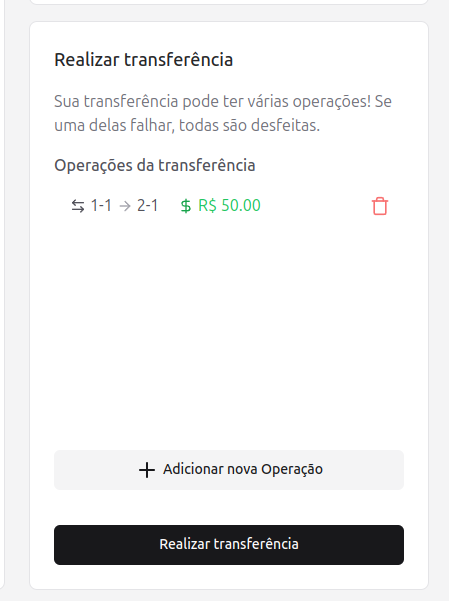 Realizar transferência
Sua transferência pode ter várias operações! Se
uma delas falhar, todas são desfeitas.
Operações da transferência
1-1 → 2-1 $ R$ 50.00
Adicionar nova Operação
Realizar transferência